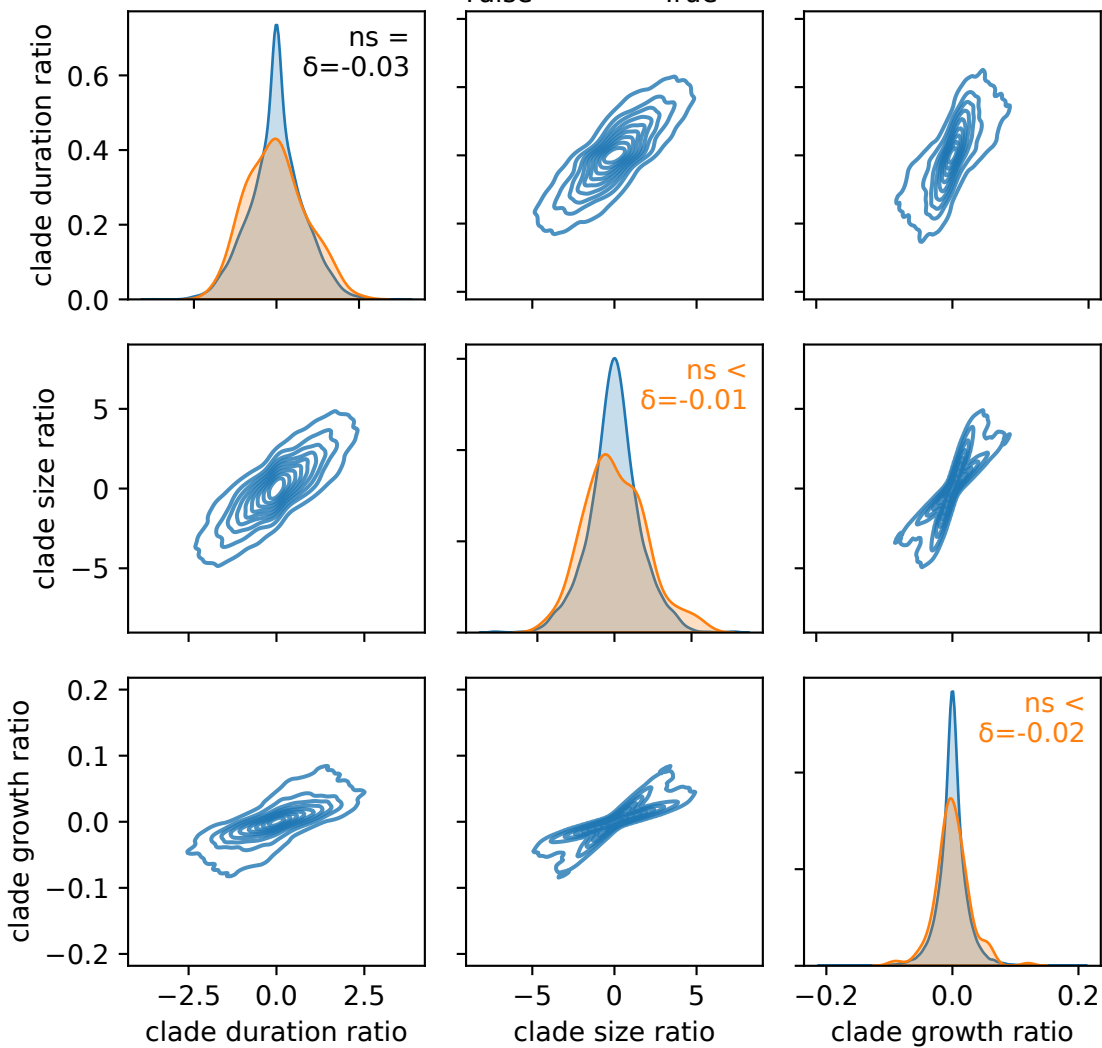 clade duration ratio
0.6
0.4
0.2
0.0
ns =
δ=-0.03
clade size ratio
5
0
−5
ns <
δ=-0.01
clade growth ratio
0.2
0.1
0.0
−0.1
−0.2
ns <
δ=-0.02
−2.5 0.0 2.5
−5 0 5
−0.2 0.0 0.2
clade duration ratio
clade size ratio
clade growth ratio